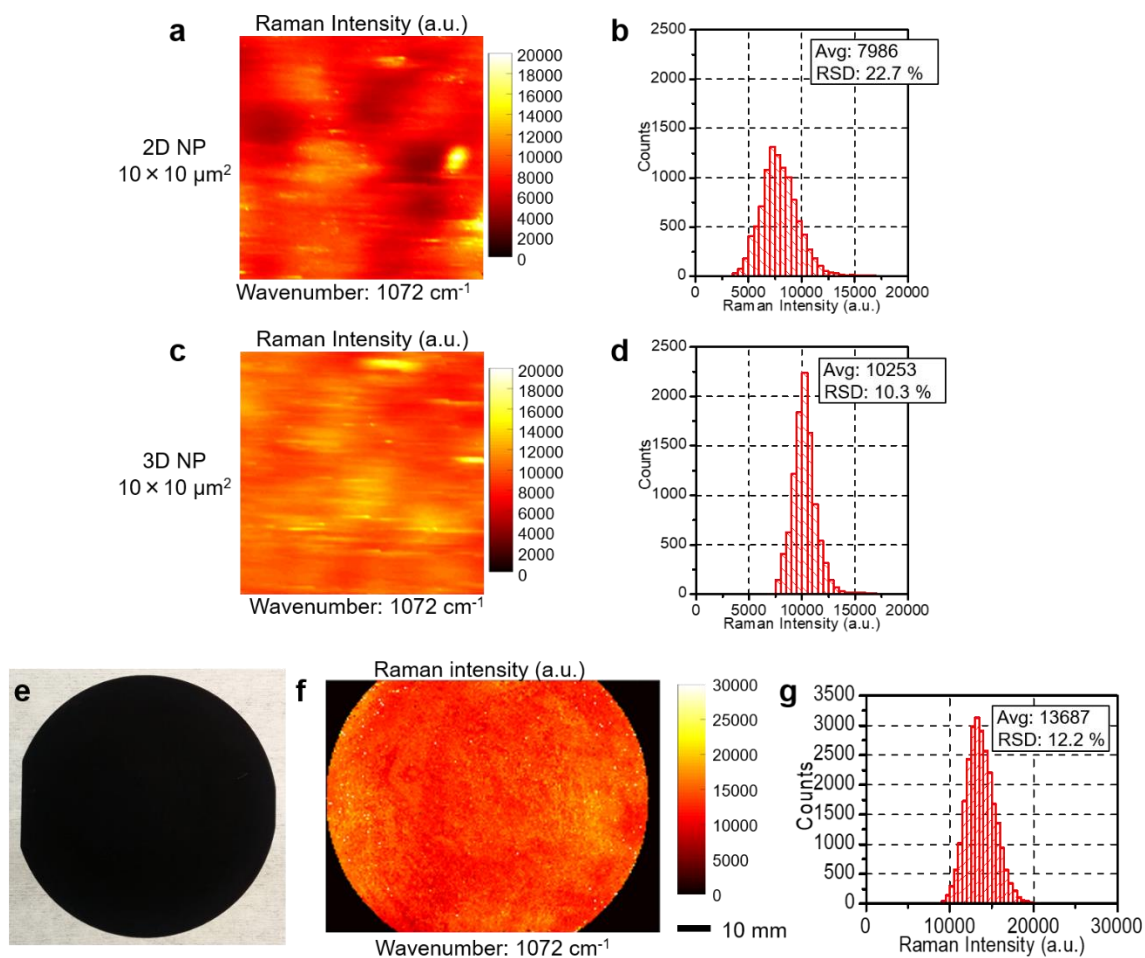 a
Raman Intensity (a.u.)
2D NP
10 × 10 μm²
20000
18000
16000
14000
12000
10000
8000
6000
4000
2000
0
Wavenumber: 1072 cm⁻¹
b
Avg: 7986
RSD: 22.7 %
Counts
2500
2000
1500
1000
500
0
0 5000 10000 15000 20000
Raman Intensity (a.u.)
c
Raman Intensity (a.u.)
3D NP
10 × 10 μm²
20000
18000
16000
14000
12000
10000
8000
6000
4000
2000
0
Wavenumber: 1072 cm⁻¹
d
Avg: 10253
RSD: 10.3 %
Counts
2500
2000
1500
1000
500
0
0 5000 10000 15000 20000
Raman Intensity (a.u.)
e
f
Raman intensity (a.u.)
30000
25000
20000
15000
10000
5000
0
10 mm
Wavenumber: 1072 cm⁻¹
g
Avg: 13687
RSD: 12.2 %
Counts
3500
3000
2500
2000
1500
1000
500
0
0 10000 20000 30000
Raman Intensity (a.u.)